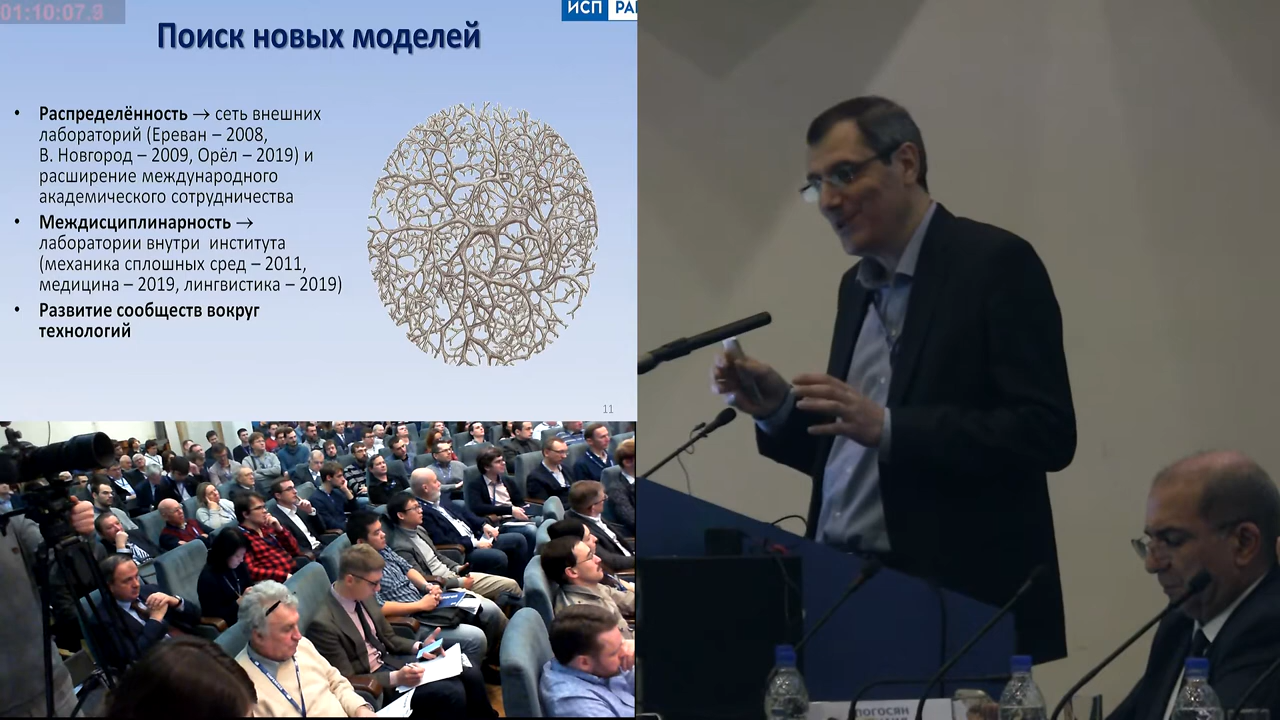 01:10:07.3
ИСП РА
Поиск новых моделей
• Распределённость → сеть внешних
лабораторий (Ереван – 2008,
В. Новгород – 2009, Орёл – 2019) и
расширение международного
академического сотрудничества
• Междисциплинарность →
лаборатории внутри института
(механика сплошных сред – 2011,
медицина – 2019, лингвистика – 2019)
• Развитие сообществ вокруг
технологий
11
ПОГОСЯН